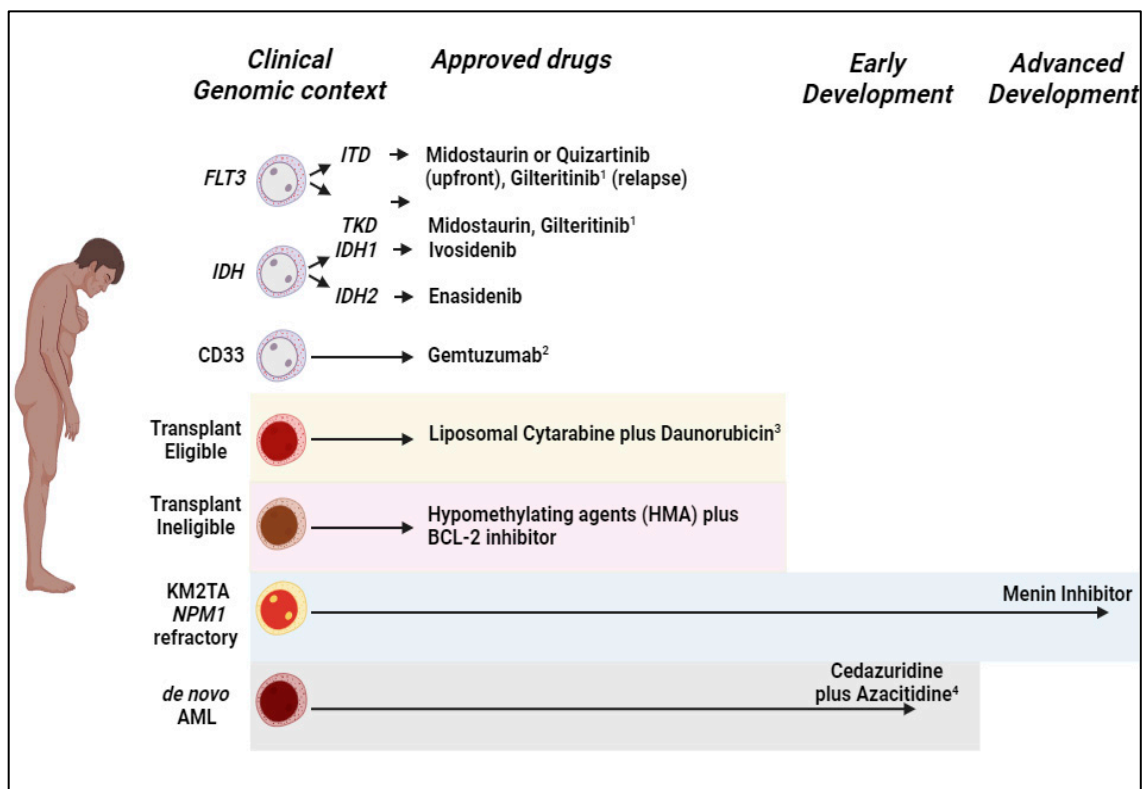 Clinical
Genomic context
Approved drugs
Early
Development
Advanced
Development
FLT3
ITD
Midostaurin or Quizartinib
(upfront), Gilteritinib¹ (relapse)
TKD
Midostaurin, Gilteritinib¹
IDH
IDH1
Ivosidenib
IDH2
Enasidenib
CD33
Gemtuzumab²
Transplant
Eligible
Liposomal Cytarabine plus Daunorubicin³
Transplant
Ineligible
Hypomethylating agents (HMA) plus
BCL-2 inhibitor
KM2TA
NPM1
refractory
Menin Inhibitor
de novo
AML
Cedazuridine
plus Azacitidine⁴